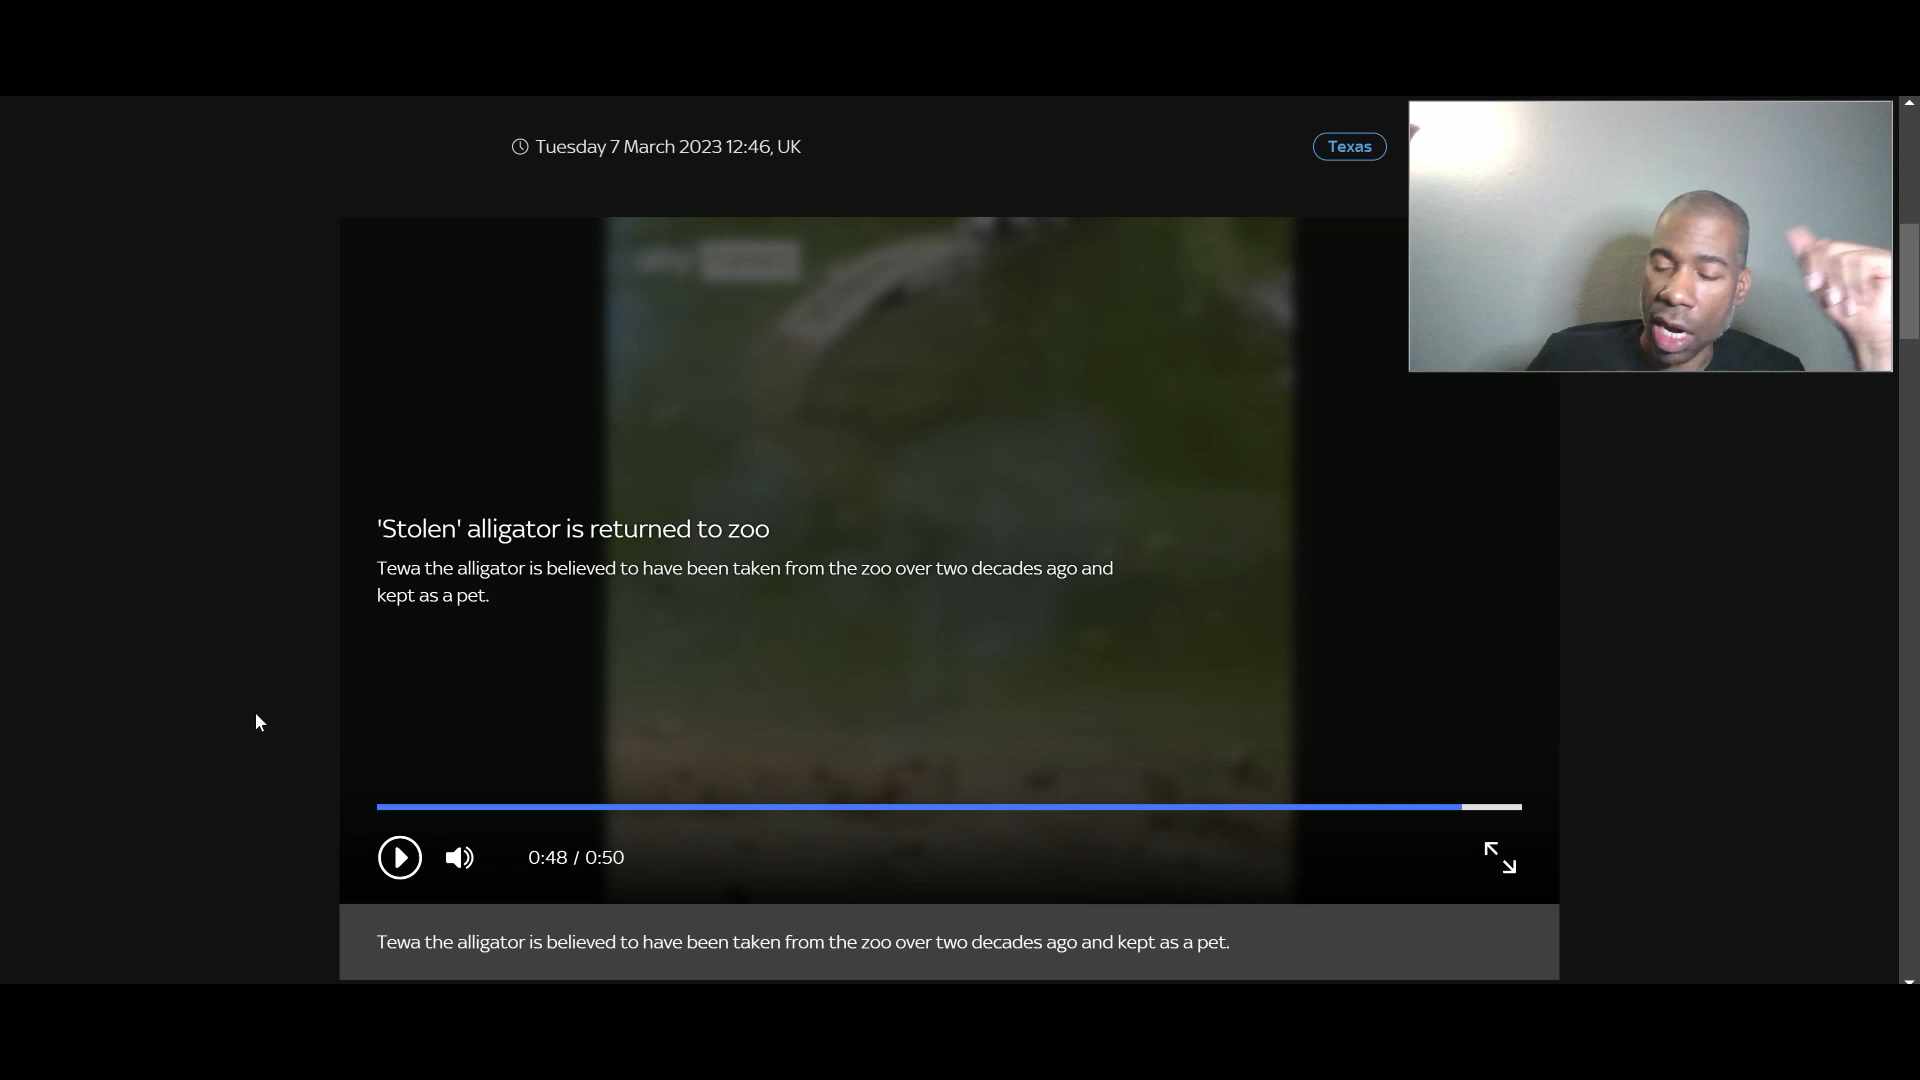 Tuesday 7 March 2023 12:46, UK
Texas
'Stolen' alligator is returned to zoo
Tewa the alligator is believed to have been taken from the zoo over two decades ago and
kept as a pet.
0:48 / 0:50
Tewa the alligator is believed to have been taken from the zoo over two decades ago and kept as a pet.